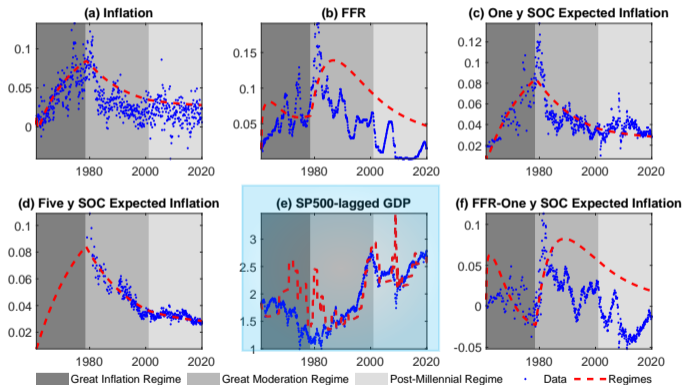 (a) Inflation
(b) FFR
(c) One y SOC Expected Inflation
0.1
0.05
0
1980 2000 2020
0.15
0.1
0.05
1980 2000 2020
0.12
0.1
0.08
0.06
0.04
0.02
1980 2000 2020
(d) Five y SOC Expected Inflation
(e) SP500-lagged GDP
(f) FFR-One y SOC Expected Inflation
0.1
0.08
0.06
0.04
0.02
1980 2000 2020
3
2.5
2
1.5
1
1980 2000 2020
0.1
0.05
0
-0.05
1980 2000 2020
Great Inflation Regime Great Moderation Regime Post-Millennial Regime Data Regimes